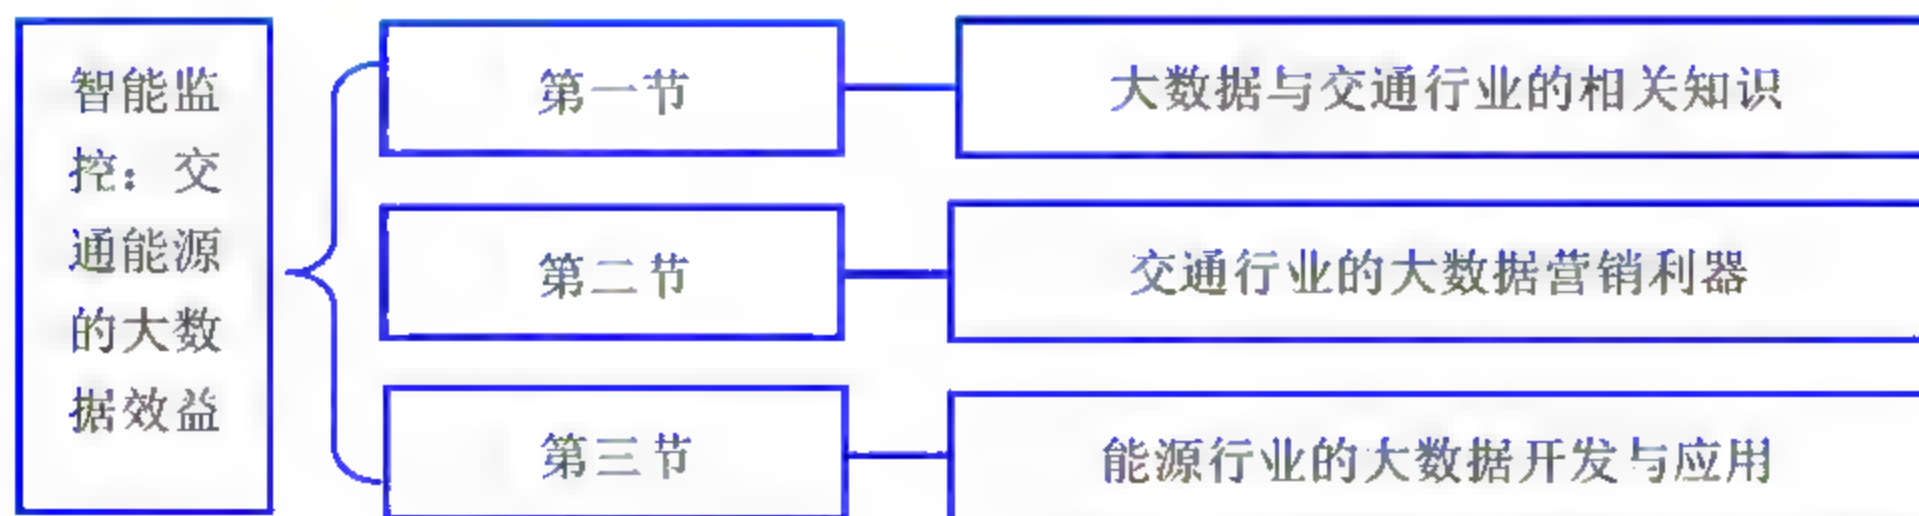 智能监
控：交
通能源
的大数
据效益
第一节
大数据与交通行业的相关知识
第二节
交通行业的大数据营销利器
第三节
能源行业的大数据开发与应用